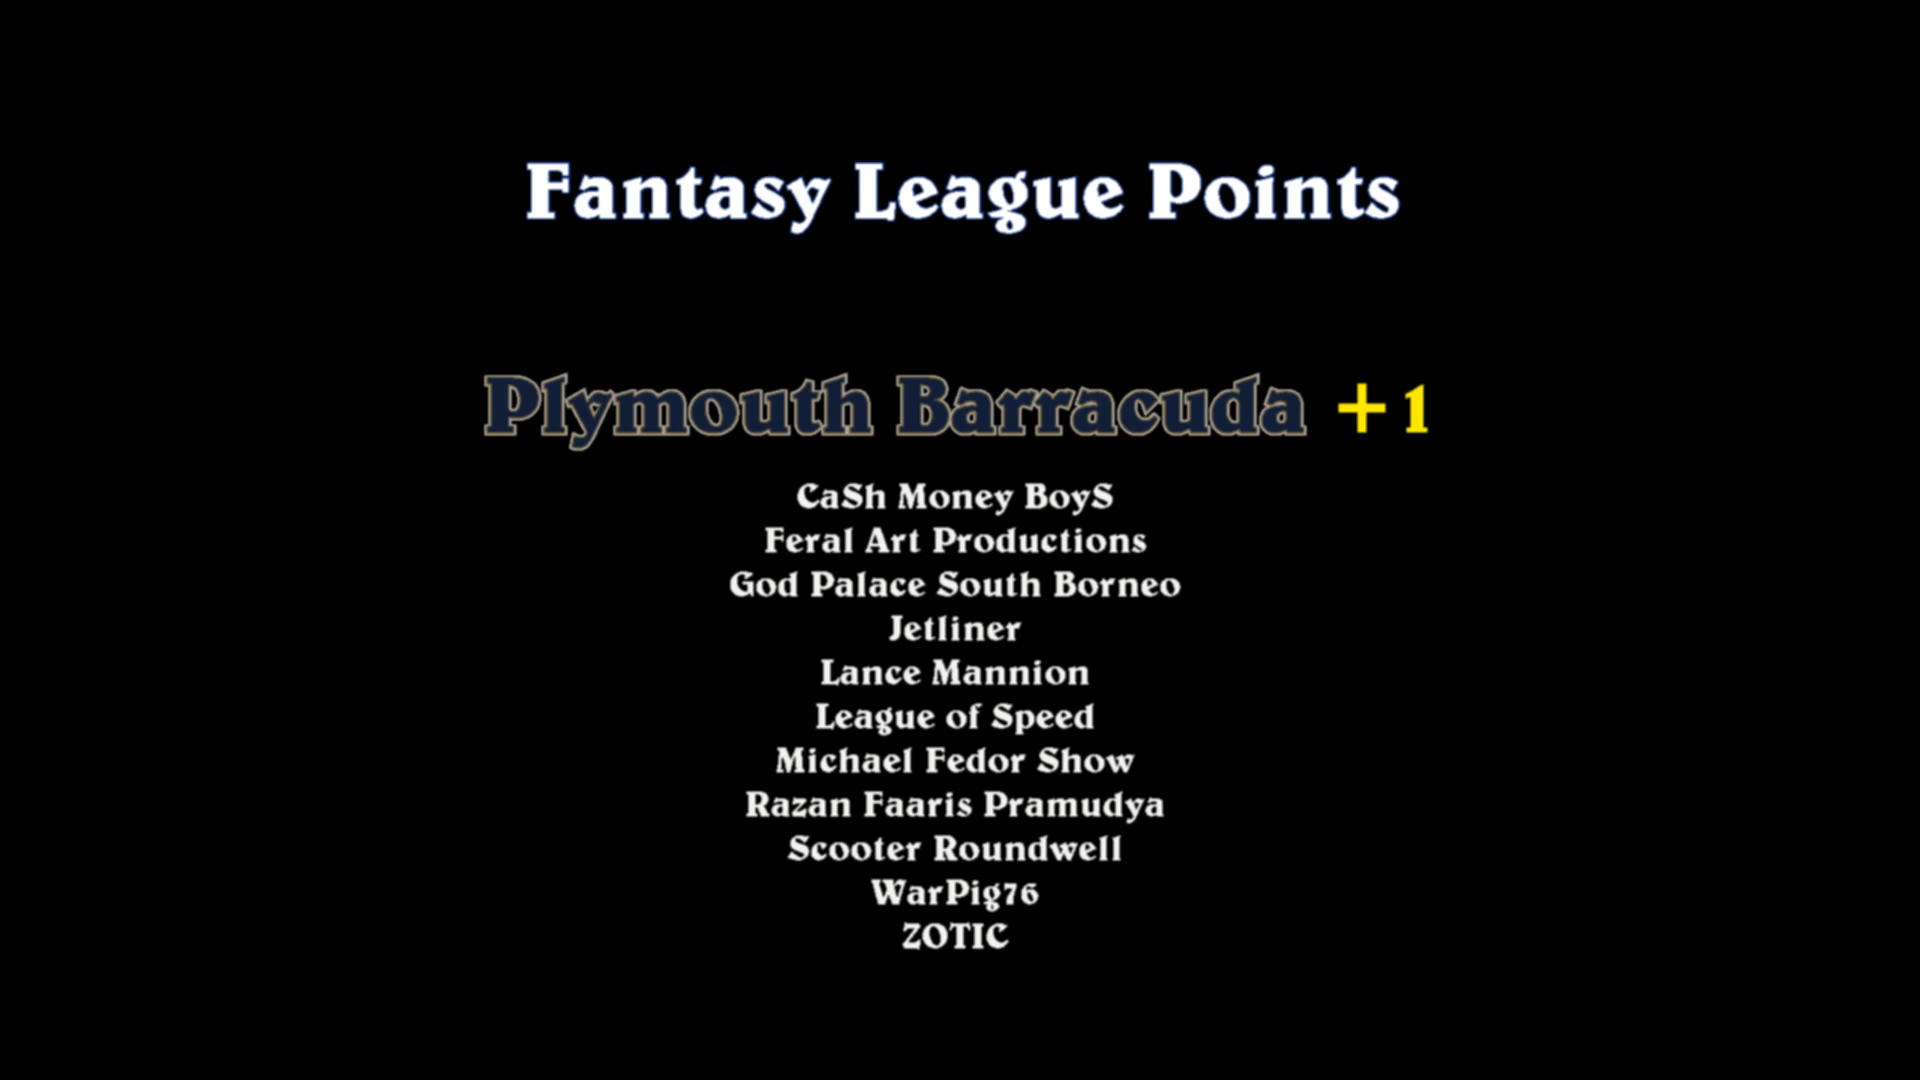 Fantasy League Points
Plymouth Barracuda +1
CaSh Money BoyS
Feral Art Productions
God Palace South Borneo
Jetliner
Lance Mannion
League of Speed
Michael Fedor Show
Razan Faaris Pramudya
Scooter Roundwell
WarPig76
ZOTIC